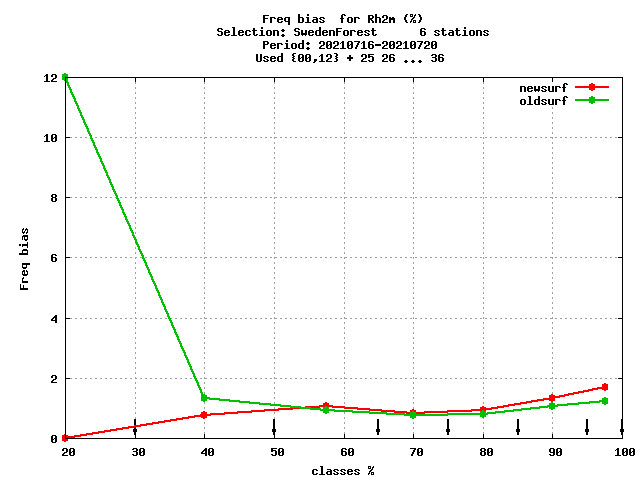 Freq bias  for Rh2m (%)
Selection: SwedenForest      6 stations
Period: 20210716-20210720
Used {00,12} + 25 26 ... 36
newsurf
oldsurf
12
10
8
6
4
2
0
Freq bias
20 30 40 50 60 70 80 90 100
classes %